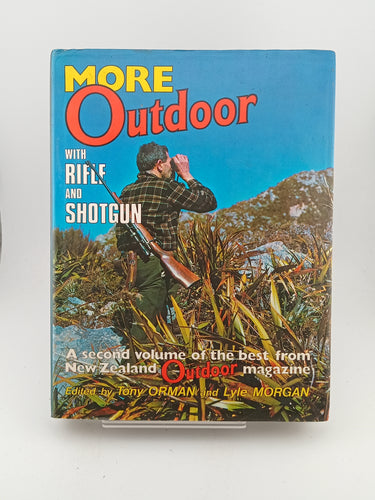 MORE
Outdoor
WITH
RIFLE
AND
SHOTGUN
A second volume of the best from
New Zealand Outdoor magazine
Edited by Tony ORMAN and Lyle MORGAN